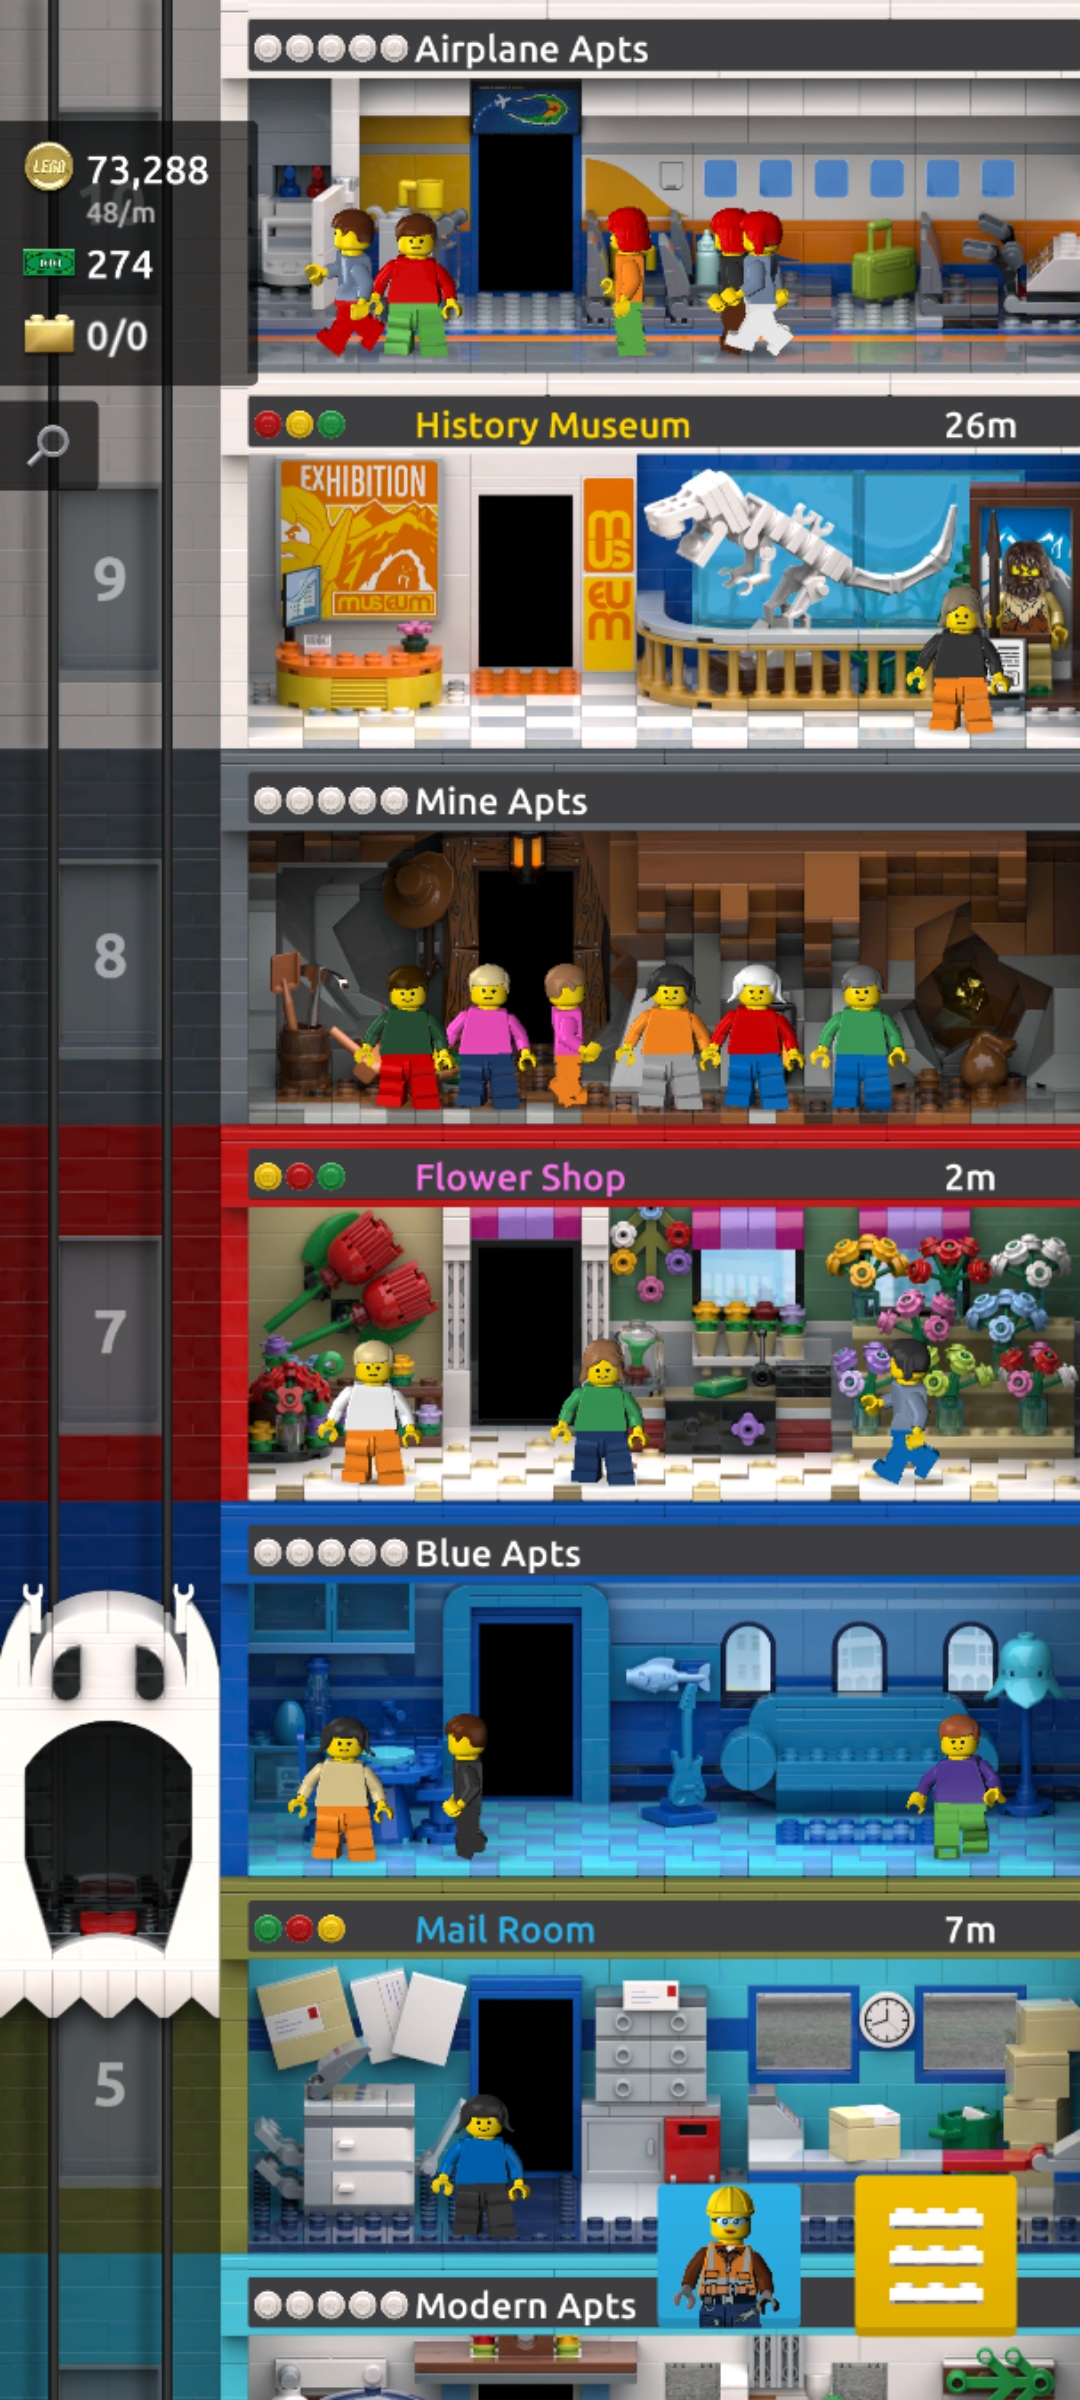 Airplane Apts
LEGO 73,288
48/m
274
0/0
History Museum 26m
EXHIBITION
museum
mus
eum
9
Mine Apts
8
Flower Shop 2m
7
Blue Apts
Mail Room 7m
5
Modern Apts